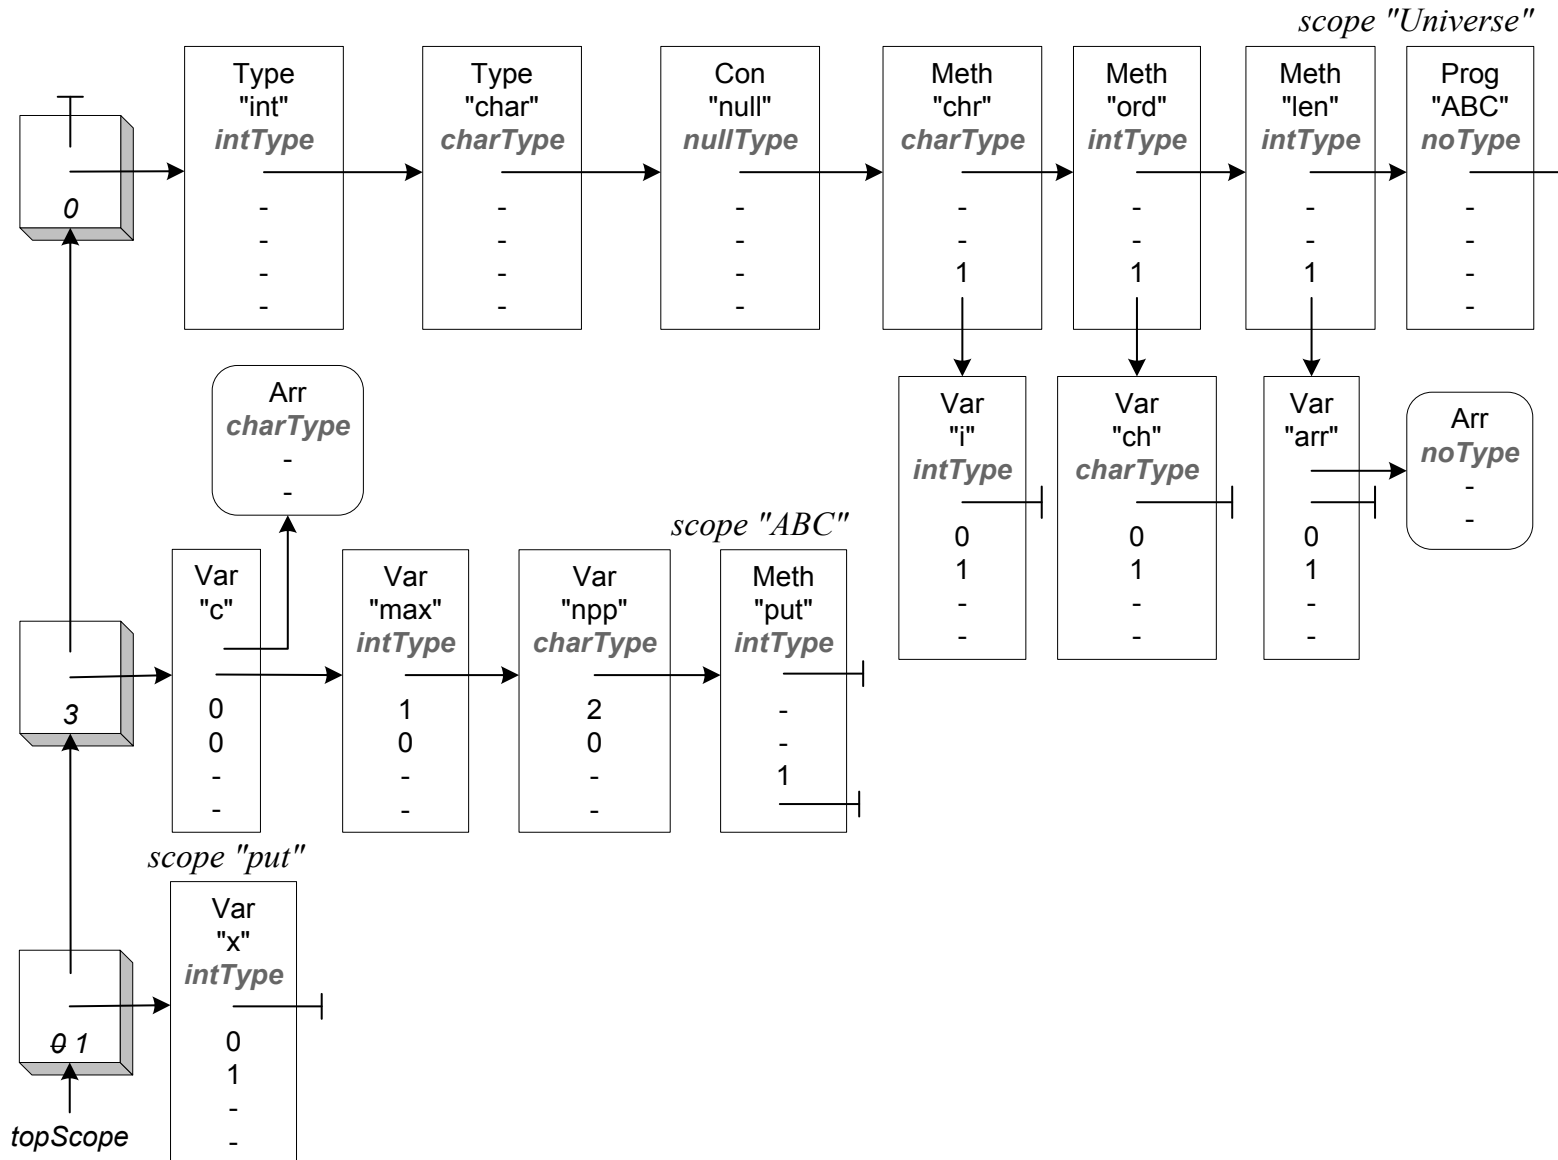 scope "Universe"
Type
"int"
intType
-
-
-
-
Type
"char"
charType
-
-
-
-
Con
"null"
nullType
-
-
-
-
Meth
"chr"
charType
-
-
1
Meth
"ord"
intType
-
-
1
Meth
"len"
intType
-
-
1
Prog
"ABC"
noType
-
-
-
-
0
Arr
charType
-
-
Var
"i"
intType
0
1
-
-
Var
"ch"
charType
0
1
-
-
Var
"arr"
0
1
-
-
Arr
noType
-
-
scope "ABC"
3
Var
"c"
0
0
-
-
Var
"max"
intType
1
0
-
-
Var
"npp"
charType
2
0
-
-
Meth
"put"
intType
-
-
1
scope "put"
Var
"x"
intType
0
1
-
-
0 1
topScope